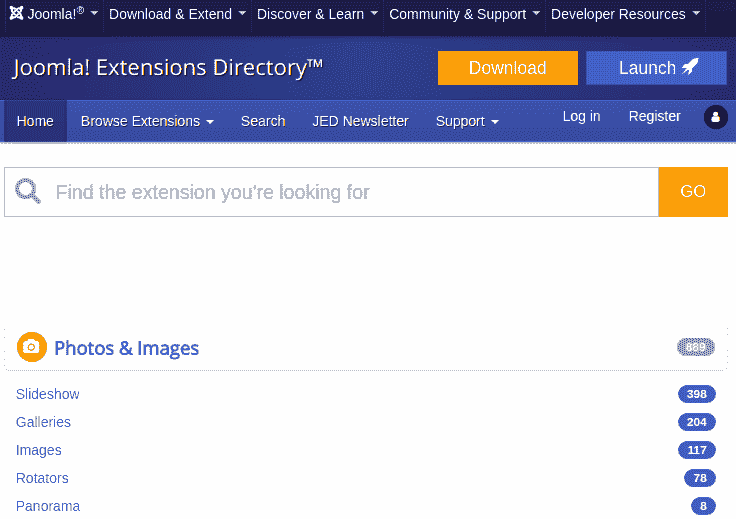 Joomla!® Download & Extend Discover & Learn Community & Support Developer Resources
Joomla! Extensions Directory™ Download Launch
Home Browse Extensions Search JED Newsletter Support Log in Register
Find the extension you're looking for GO
Photos & Images 889
Slideshow 398
Galleries 204
Images 117
Rotators 78
Panorama 8